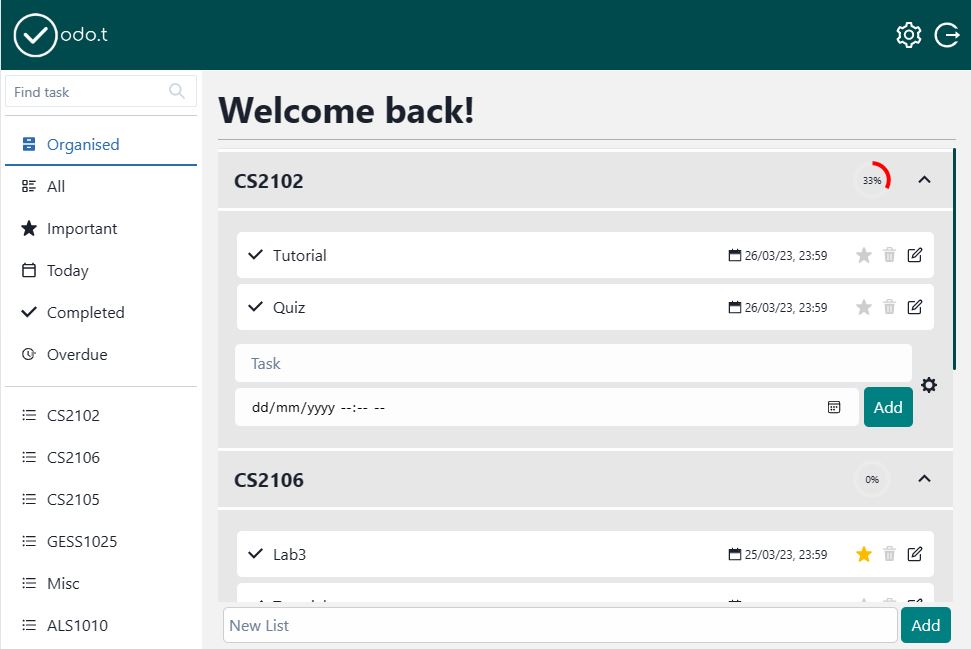 odo.t
Find task
Organised
All
Important
Today
Completed
Overdue
CS2102
CS2106
CS2105
GESS1025
Misc
ALS1010
Welcome back!
CS2102 33%
Tutorial 26/03/23, 23:59
Quiz 26/03/23, 23:59
Task
dd/mm/yyyy --:-- --
Add
CS2106 0%
Lab3 25/03/23, 23:59
New List Add